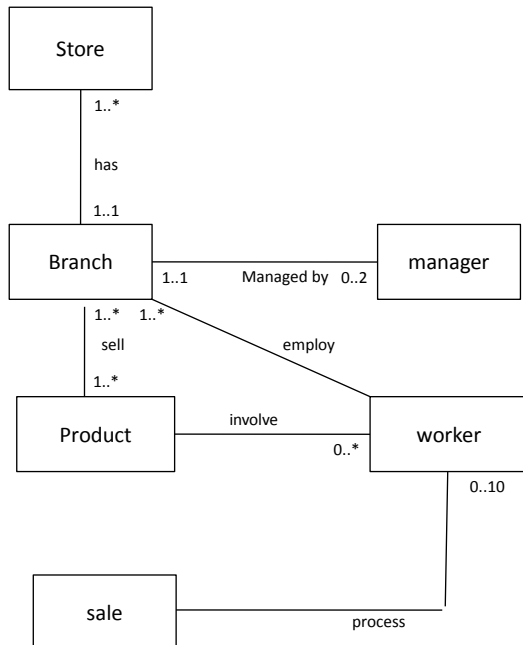 Store
1..*
has
1..1
Branch
manager
1..1
Managed by
0..2
1..*
1..*
sell
employ
1..*
Product
involve
worker
0..*
0..10
sale
process